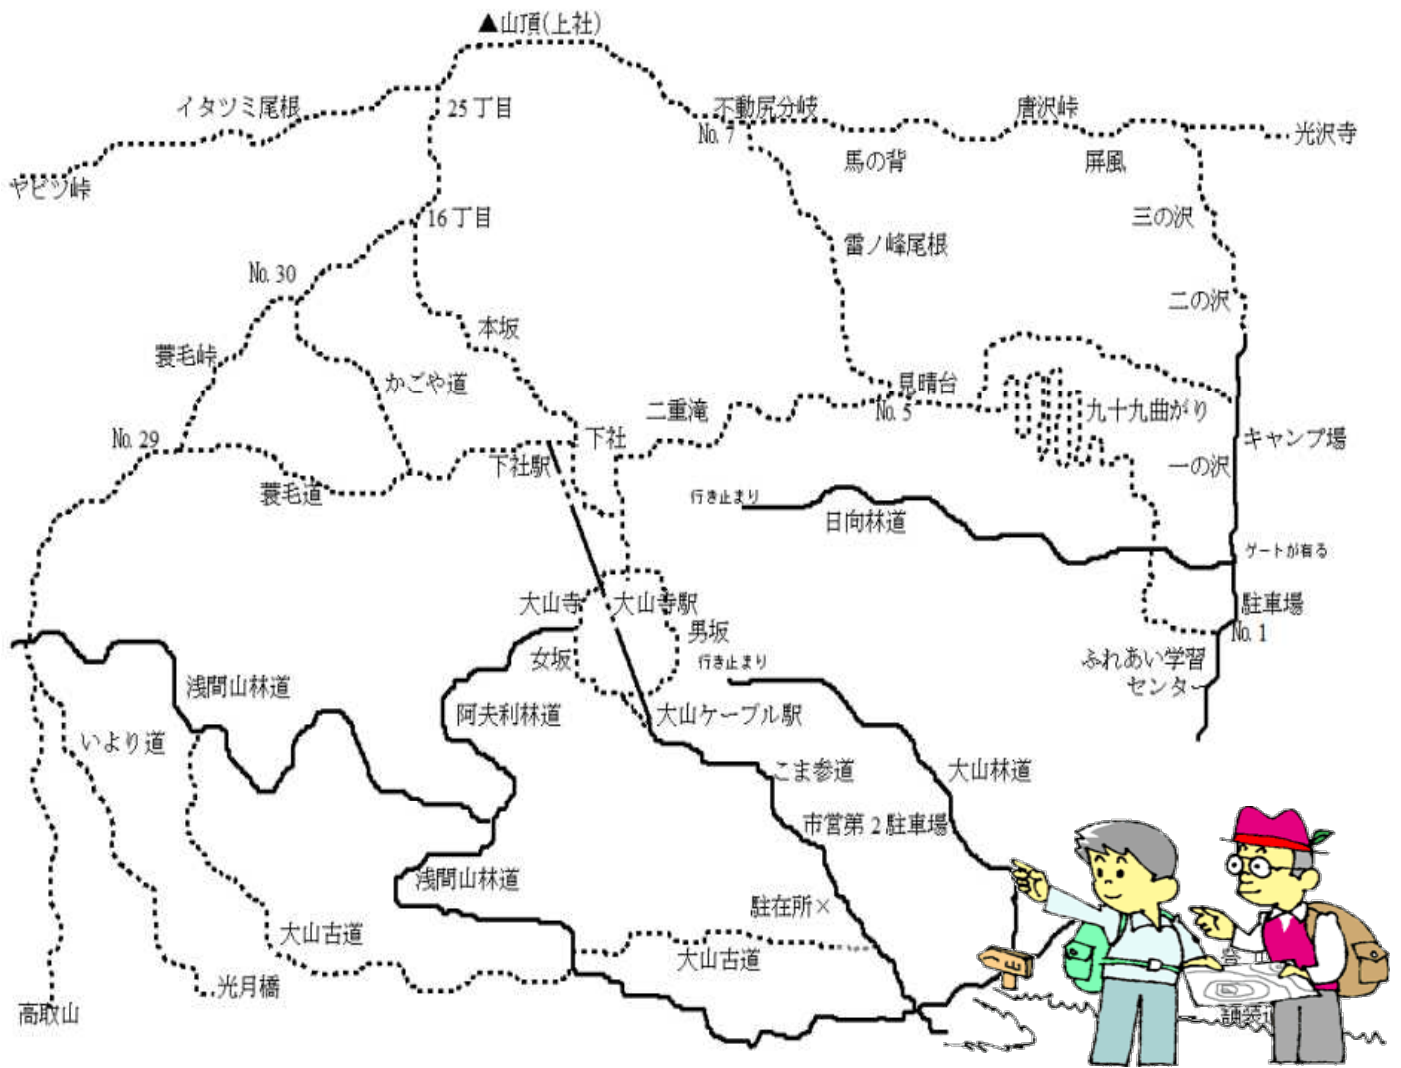 ▲山頂(上社)
イタツミ尾根
25丁目
不動尻分岐
唐沢峠
No.7
光沢寺
馬の背
屏風
ヤビツ峠
16丁目
三の沢
雷ノ峰尾根
No.30
二の沢
本坂
蓑毛峠
かごや道
見晴台
二重滝
No.5
九十九曲がり
No.29
下社
キャンプ場
下社駅
一の沢
蓑毛道
行き止まり
日向林道
ゲートが有る
大山寺
大山寺駅
駐車場
男坂
No.1
女坂
行き止まり
ふれあい学習
センター
浅間山林道
阿夫利林道
大山ケーブル駅
いより道
こま参道
大山林道
市営第2駐車場
浅間山林道
駐在所×
大山古道
大山古道
光月橋
高取山